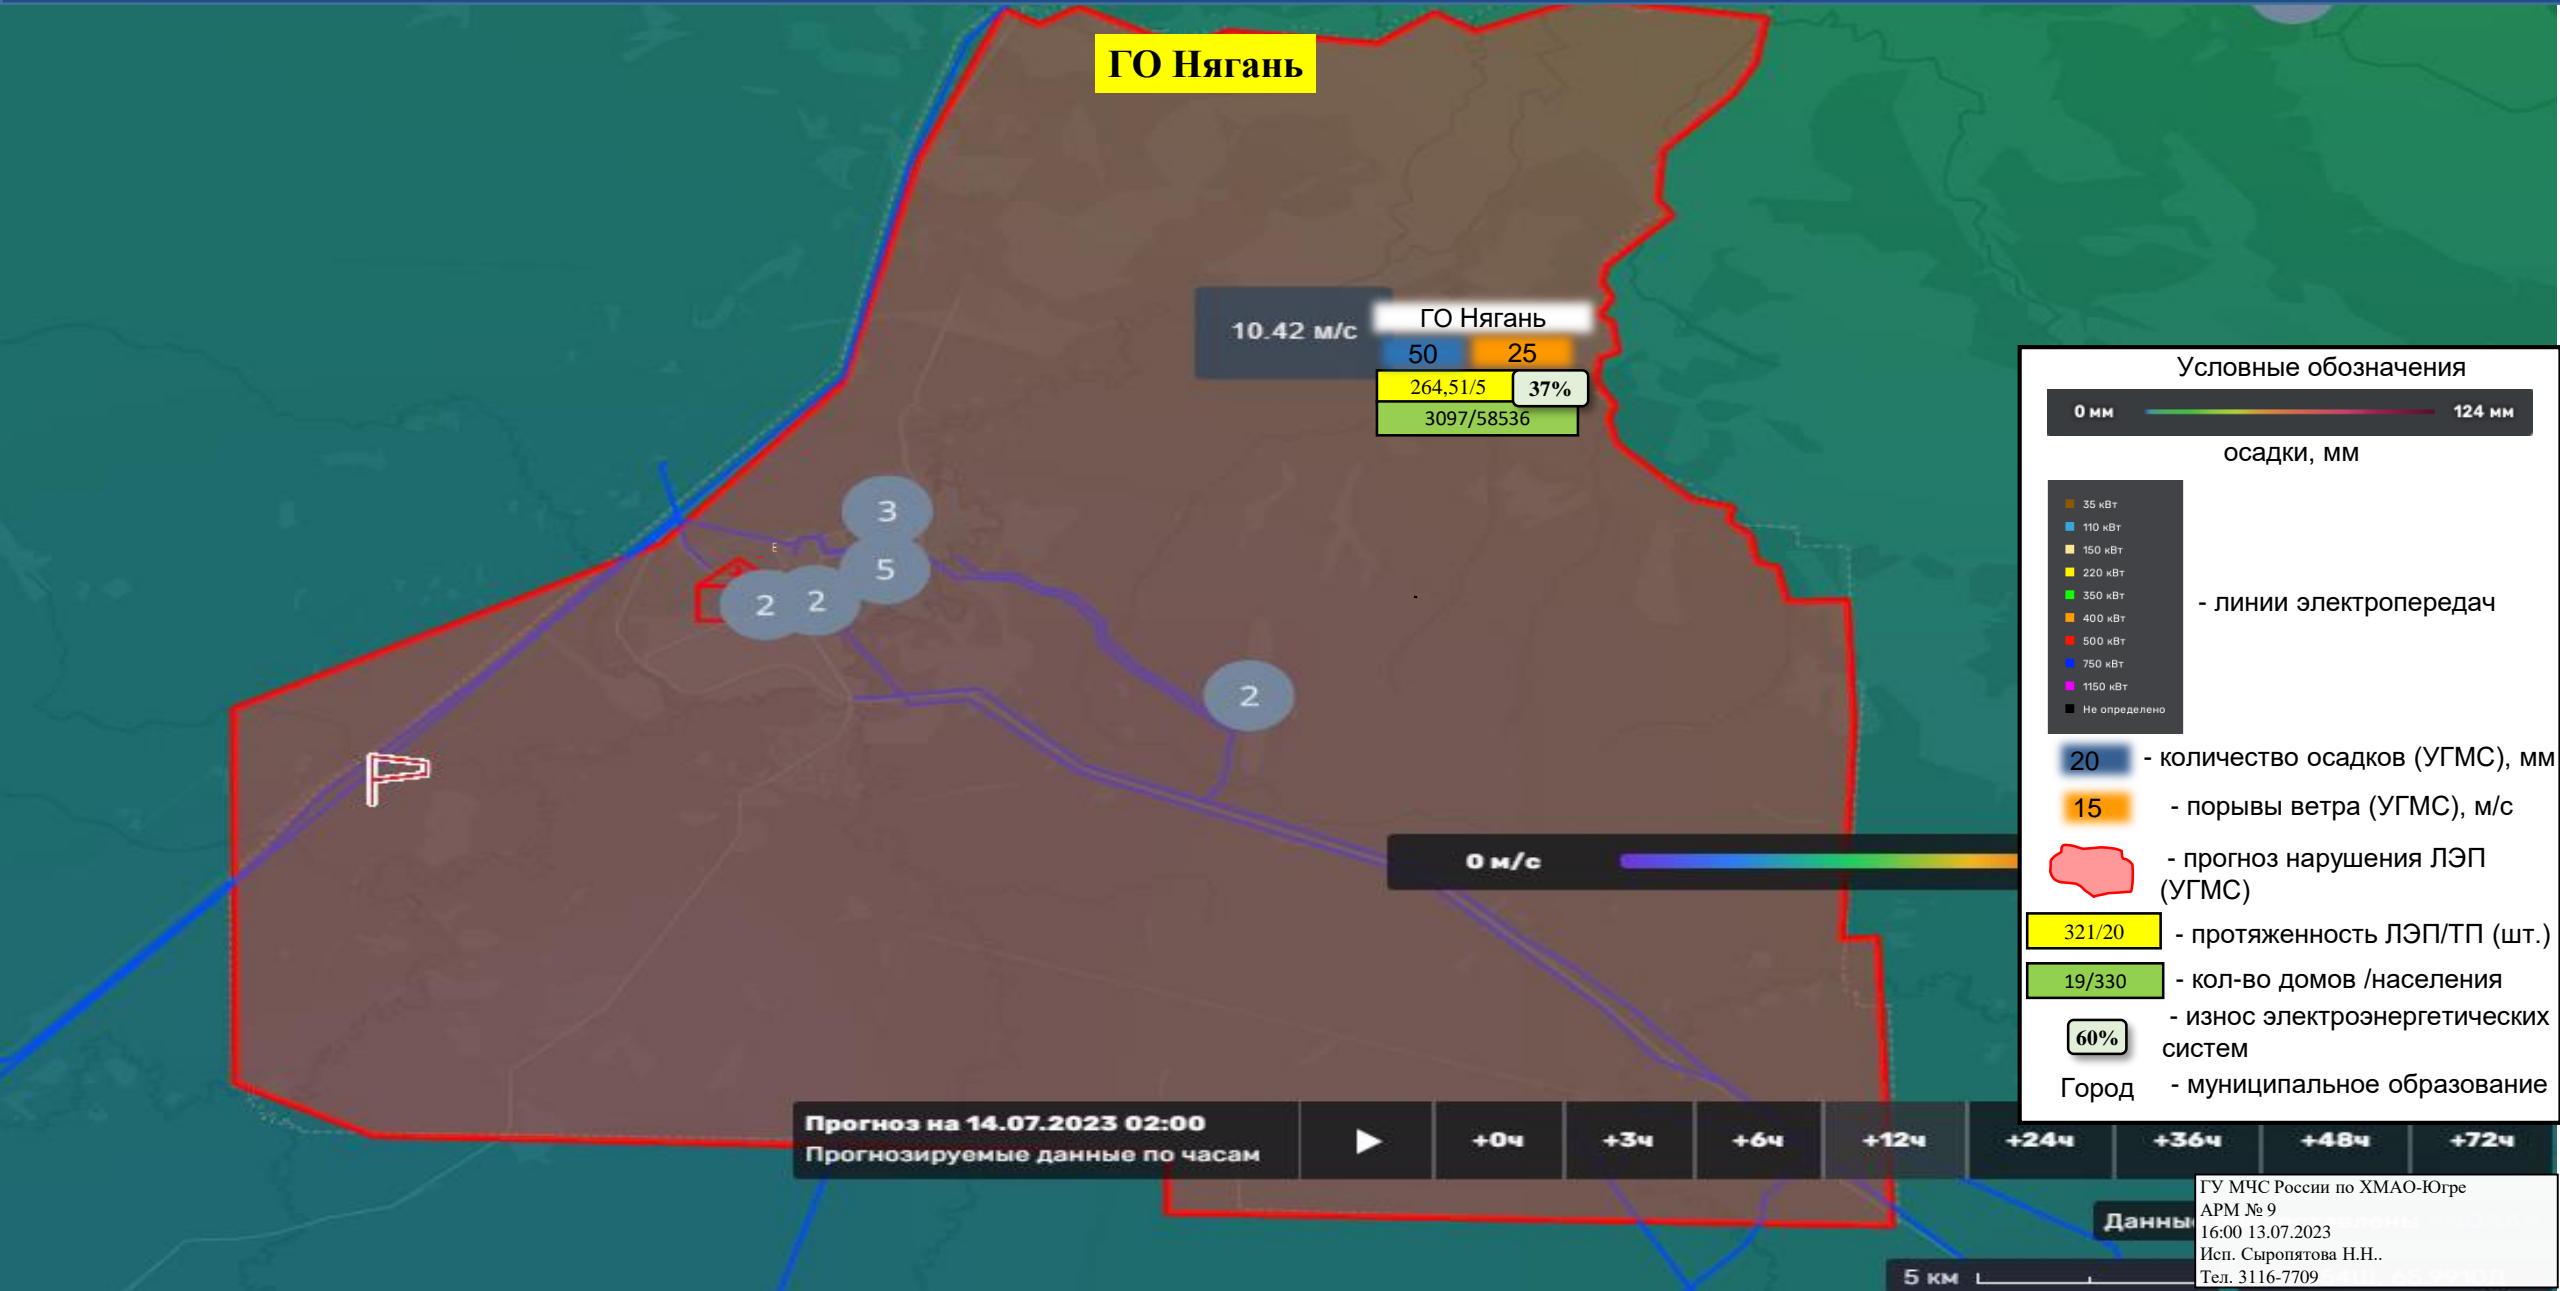 ГО Нягань
10.42 м/с
ГО Нягань
50
25
264,51/5
37%
3097/58536
3
5
2
2
2
E
0 м/с
Условные обозначения
0 мм
124 мм
осадки, мм
35 кВт
110 кВт
150 кВт
220 кВт
350 кВт
400 кВт
500 кВт
750 кВт
1150 кВт
Не определено
- линии электропередач
20 - количество осадков (УГМС), мм
15 - порывы ветра (УГМС), м/с
- прогноз нарушения ЛЭП
(УГМС)
321/20 - протяженность ЛЭП/ТП (шт.)
19/330 - кол-во домов /населения
60% - износ электроэнергетических
систем
Город - муниципальное образование
Прогноз на 14.07.2023 02:00
Прогнозируемые данные по часам
+0ч
+3ч
+6ч
+12ч
+24ч
+36ч
+48ч
+72ч
ГУ МЧС России по ХМАО-Югре
АРМ № 9
16:00 13.07.2023
Исп. Сыропятова Н.Н..
Тел. 3116-7709
5 км